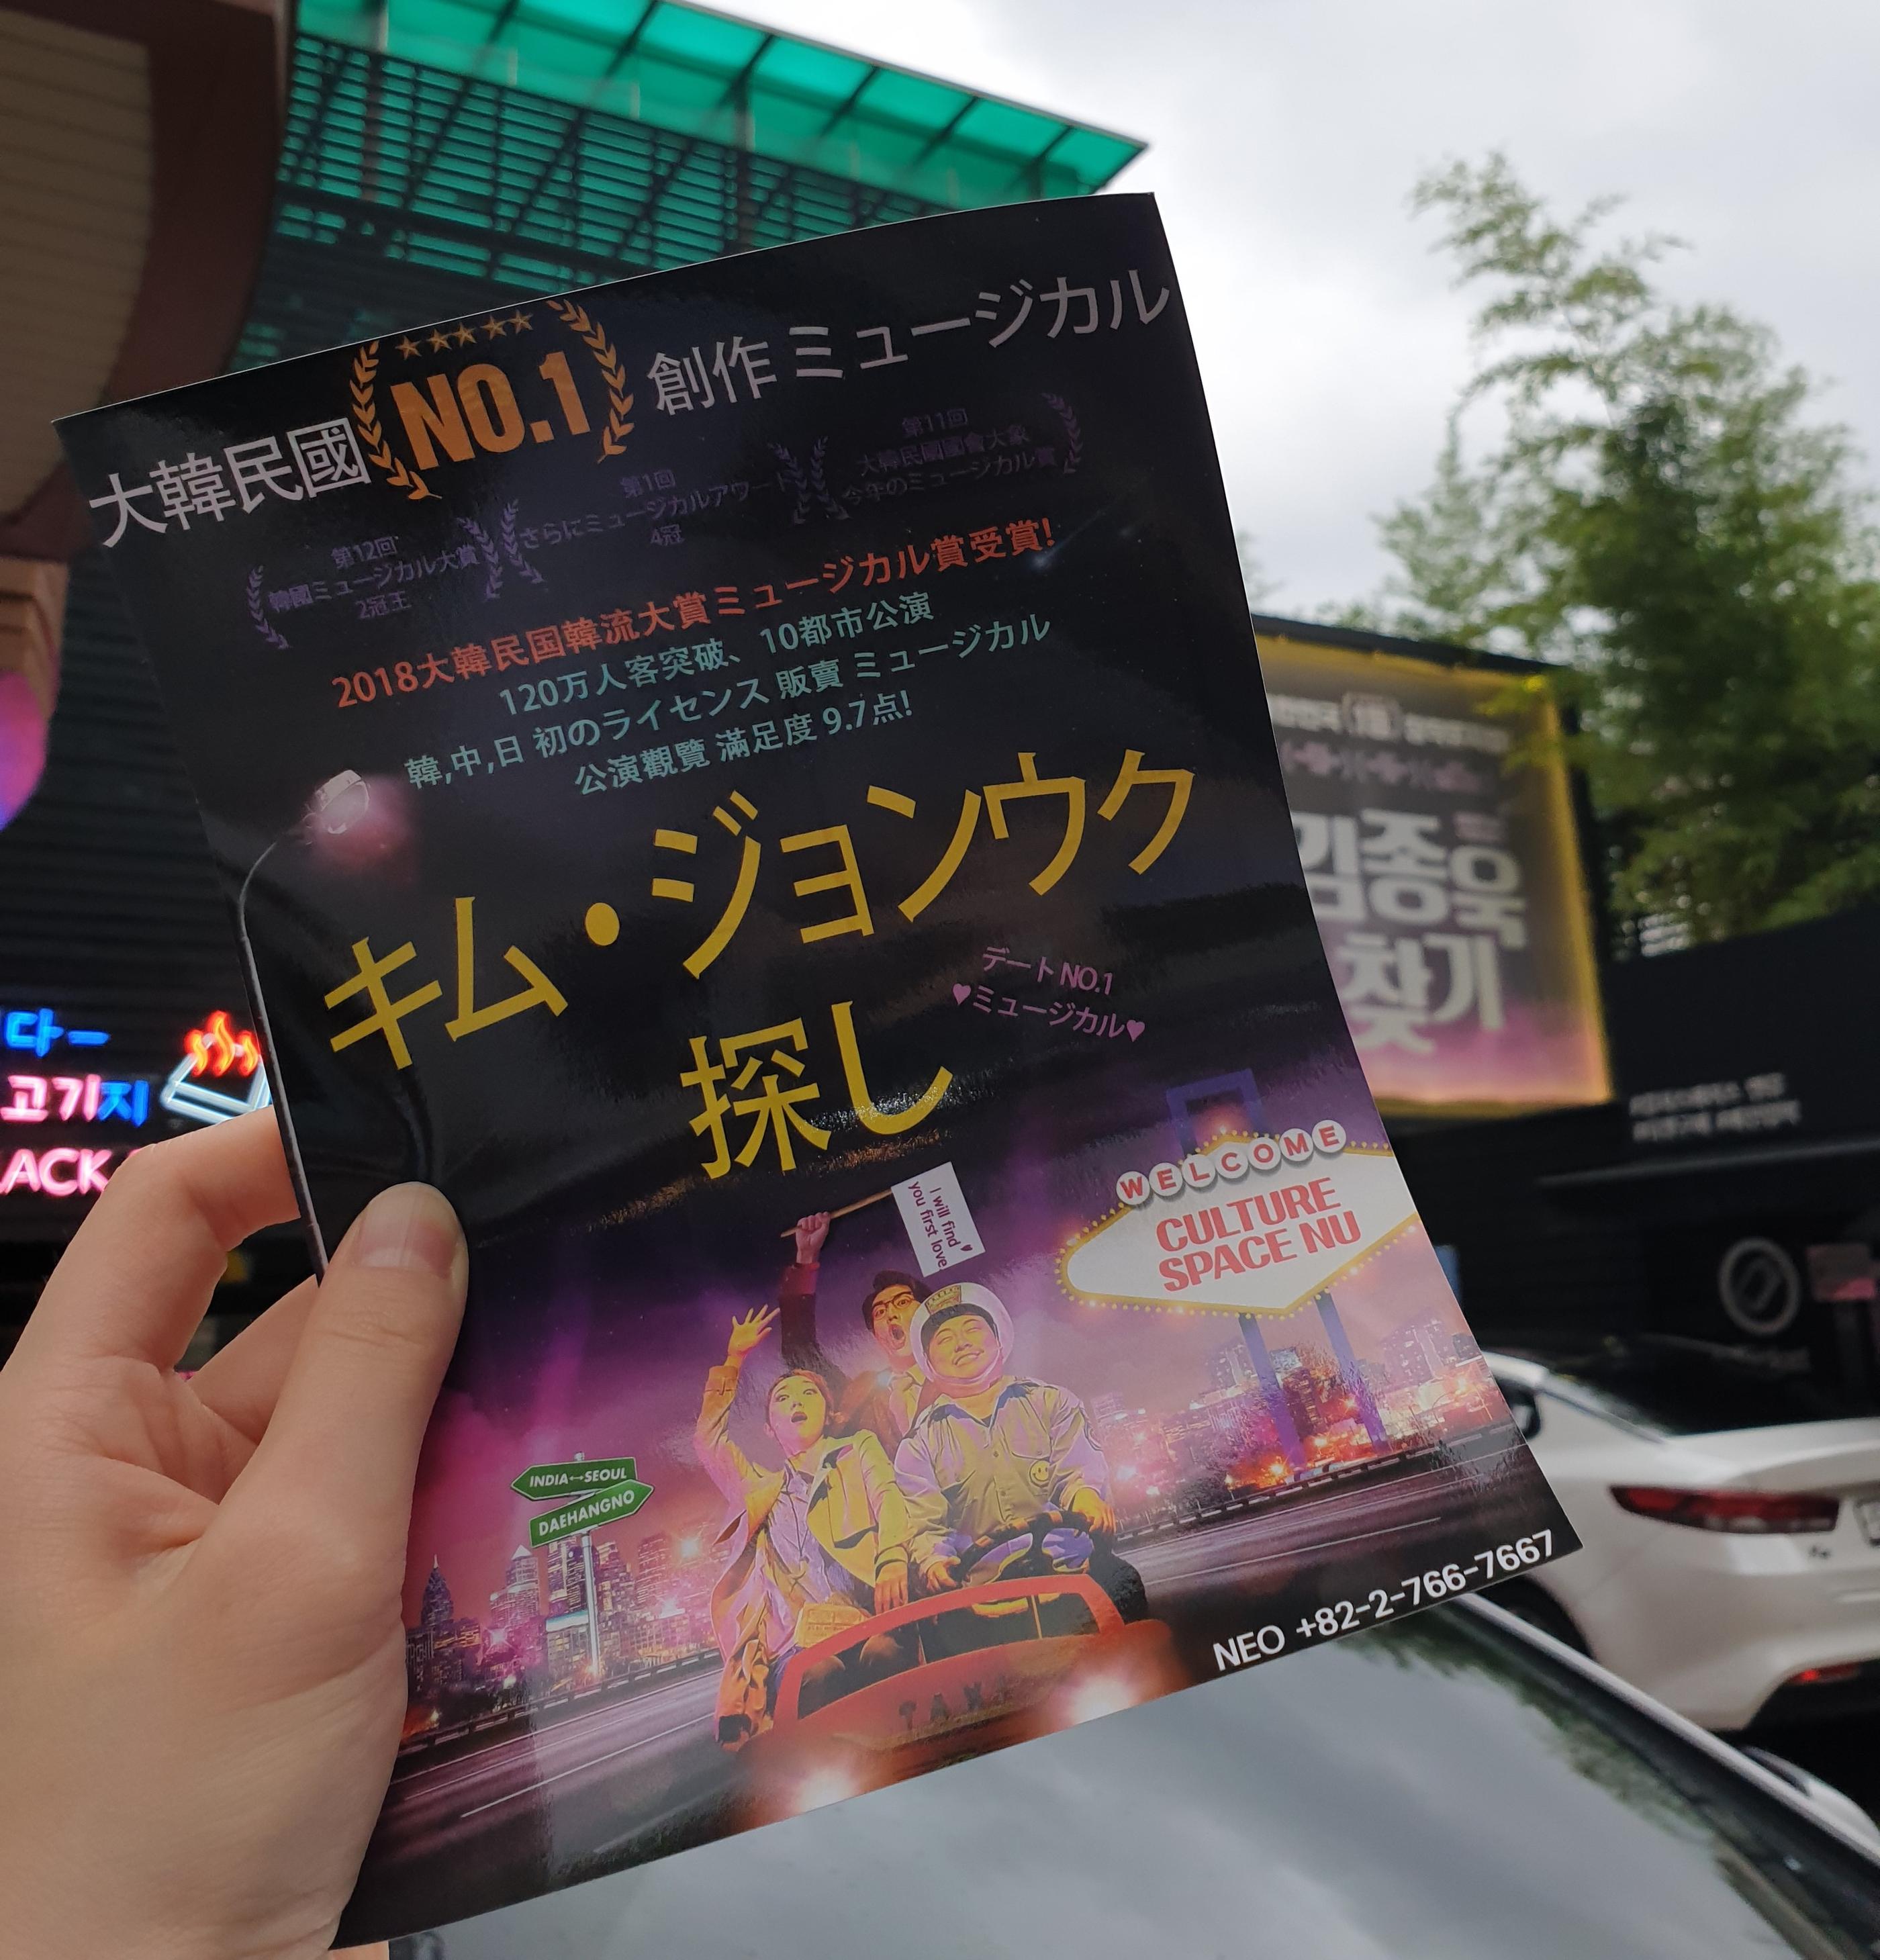 大韓民國 NO.1 創作 ミュージカル
第12回
韓國ミュージカル大賞
2冠王
第1回
さらにミュージカルアワード
4冠
第11回
大韓民國國會大象
今年のミュージカル賞
2018大韓民国韓流大賞ミュージカル賞受賞!
120万人客突破、10都市公演
韓,中,日 初のライセンス 販賣 ミュージカル
公演觀覽 滿足度 9.7点!
キム・ジョンウク
探し
デート NO.1
♥ミュージカル♥
WELCOME
CULTURE
SPACE NU
I will find ♥
you first love
INDIA↔SEOUL
DAEHANGNO
TAXI
NEO +82-2-766-7667
김종욱
찾기
다
고기지
ACK